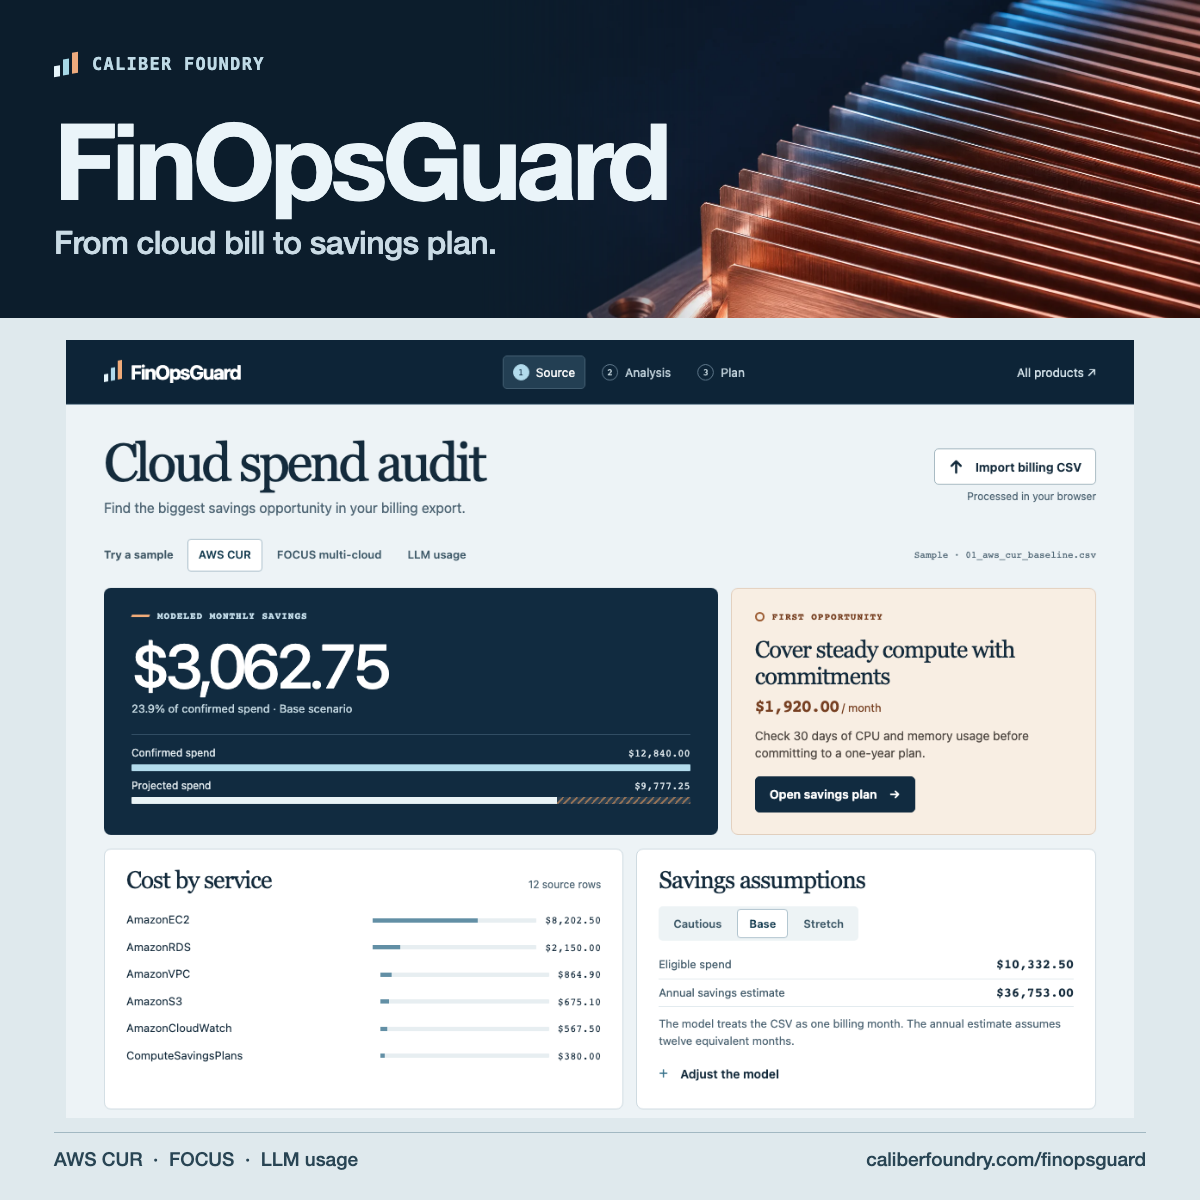 CALIBER FOUNDRY
FinOpsGuard
From cloud bill to savings plan.
FinOpsGuard
1 Source
2 Analysis
3 Plan
All products ↗
Cloud spend audit
↑ Import billing CSV
Find the biggest savings opportunity in your billing export.
Processed in your browser
Try a sample
AWS CUR
FOCUS multi-cloud
LLM usage
Sample · 01_aws_cur_baseline.csv
MODELED MONTHLY SAVINGS
$3,062.75
23.9% of confirmed spend · Base scenario
Confirmed spend $12,840.00
Projected spend $9,777.25
FIRST OPPORTUNITY
Cover steady compute with
commitments
$1,920.00 / month
Check 30 days of CPU and memory usage before
committing to a one-year plan.
Open savings plan →
Cost by service
12 source rows
AmazonEC2 $8,202.50
AmazonRDS $2,150.00
AmazonVPC $864.90
AmazonS3 $675.10
AmazonCloudWatch $567.50
ComputeSavingsPlans $380.00
Savings assumptions
Cautious Base Stretch
Eligible spend $10,332.50
Annual savings estimate $36,753.00
The model treats the CSV as one billing month. The annual estimate assumes
twelve equivalent months.
+ Adjust the model
AWS CUR · FOCUS · LLM usage
caliberfoundry.com/finopsguard